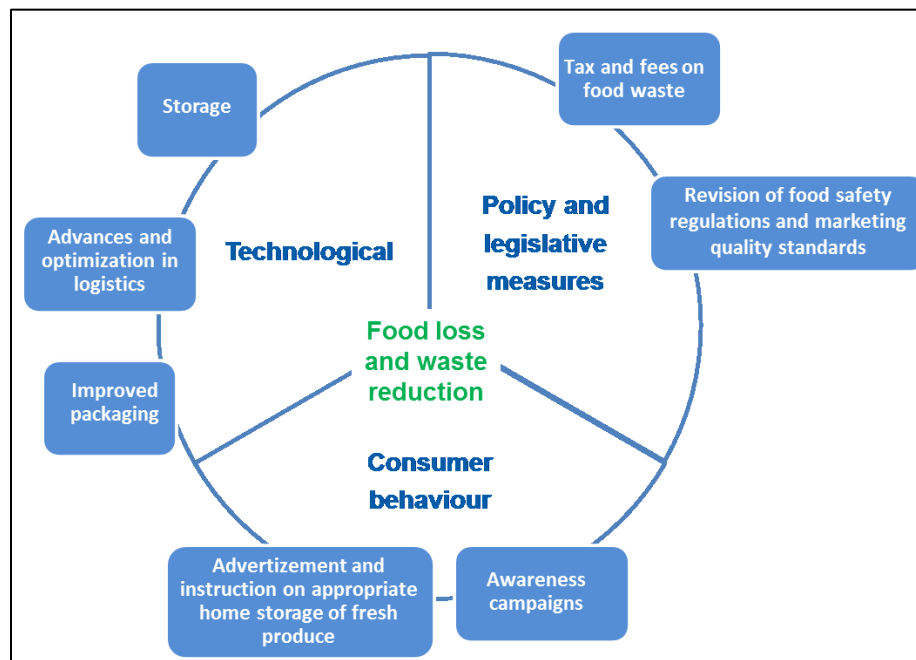 Tax and fees on
food waste
Storage
Revision of food safety
regulations and marketing
quality standards
Policy and
legislative
measures
Advances and
optimization in
logistics
Technological
Food loss
and waste
reduction
Improved
packaging
Consumer
behaviour
Advertizement and
instruction on appropriate
home storage of fresh
produce
Awareness
campaigns